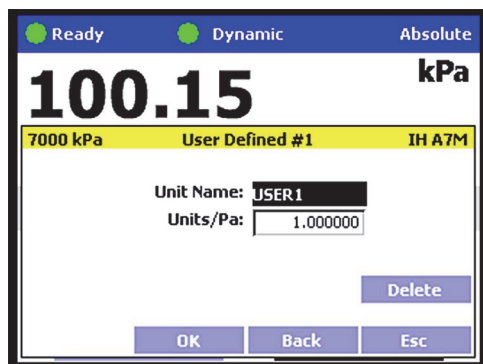 Ready Dynamic Absolute
100.15 kPa
7000 kPa User Defined #1 IH A7M
Unit Name: USER1
Units/Pa: 1.000000
Delete
OK Back Esc